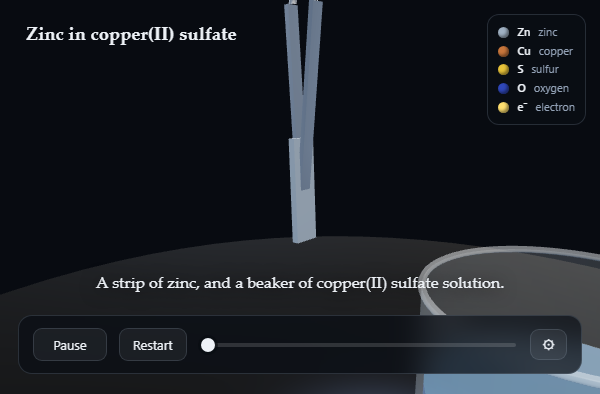 Zinc in copper(II) sulfate
Zn zinc
Cu copper
S sulfur
O oxygen
e⁻ electron
A strip of zinc, and a beaker of copper(II) sulfate solution.
Pause Restart